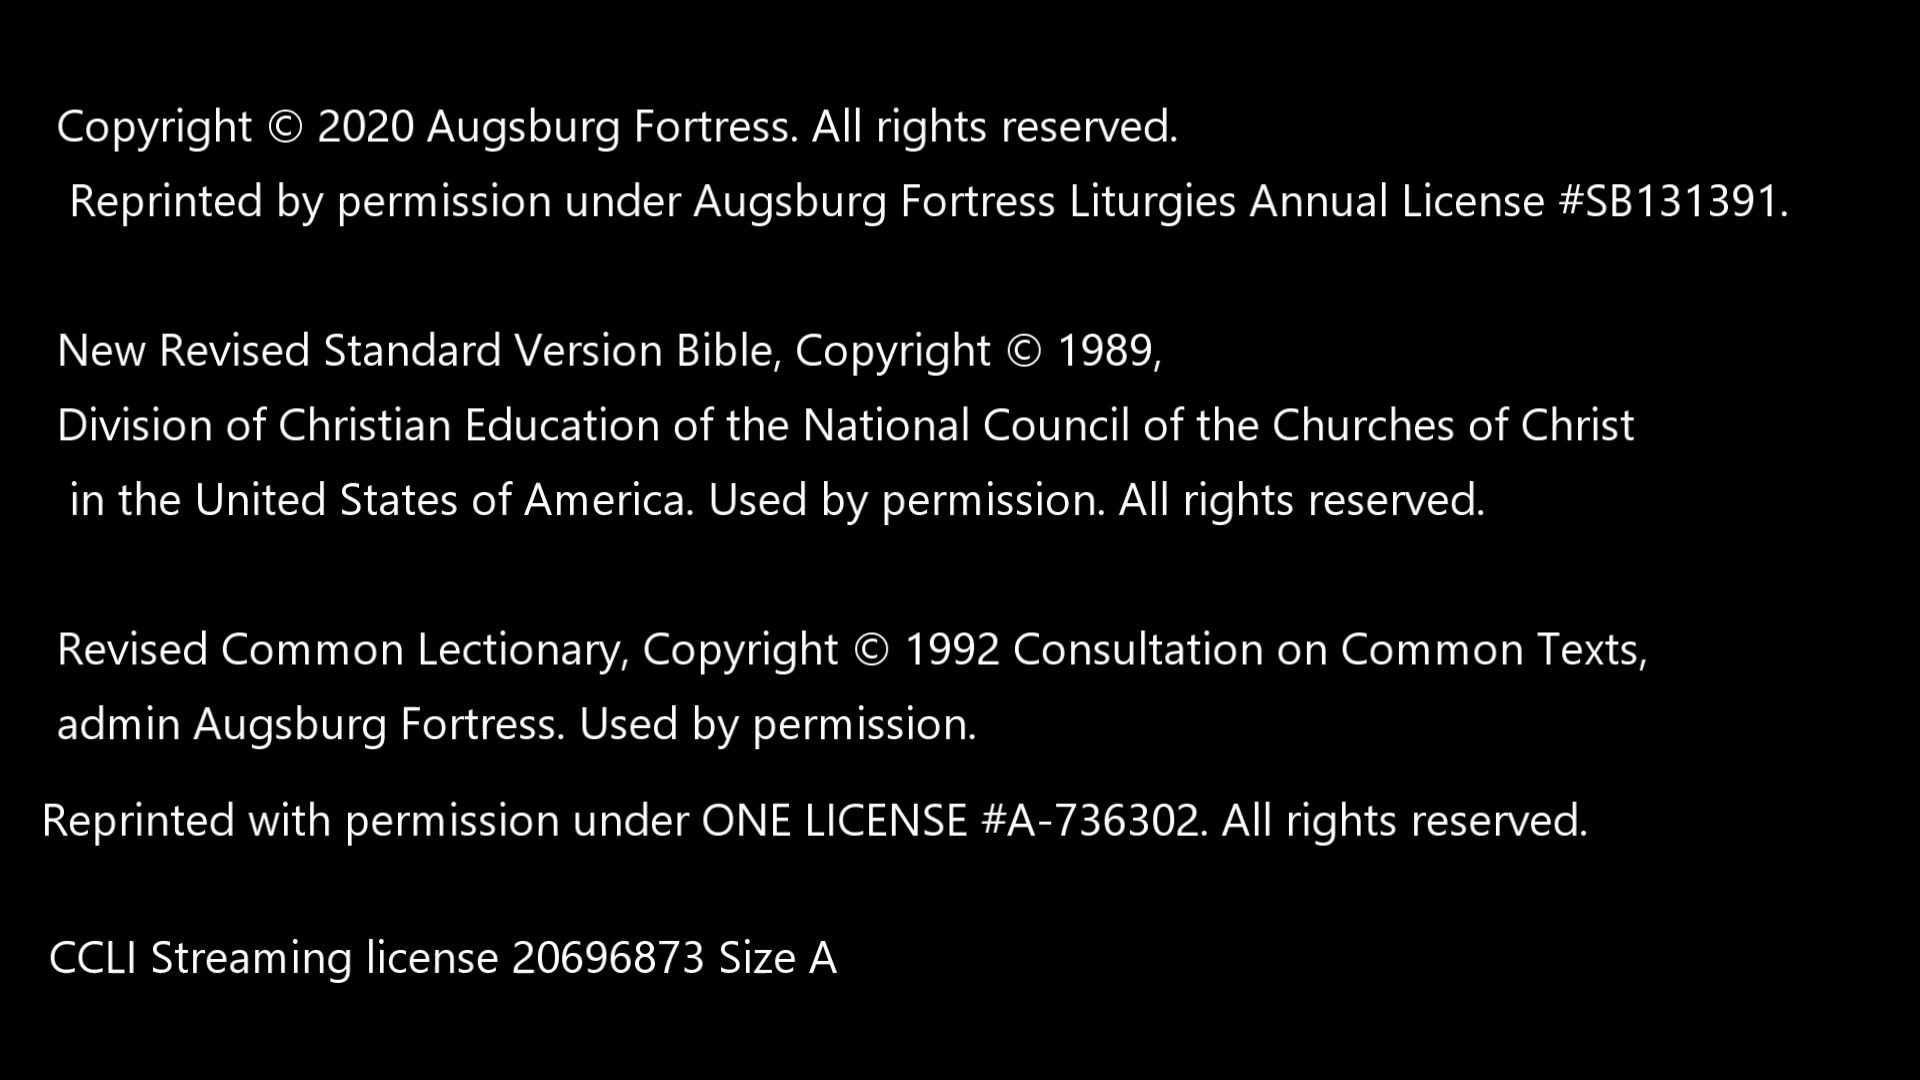 Copyright © 2020 Augsburg Fortress. All rights reserved.
Reprinted by permission under Augsburg Fortress Liturgies Annual License #SB131391.
New Revised Standard Version Bible, Copyright © 1989,
Division of Christian Education of the National Council of the Churches of Christ
in the United States of America. Used by permission. All rights reserved.
Revised Common Lectionary, Copyright © 1992 Consultation on Common Texts,
admin Augsburg Fortress. Used by permission.
Reprinted with permission under ONE LICENSE #A-736302. All rights reserved.
CCLI Streaming license 20696873 Size A